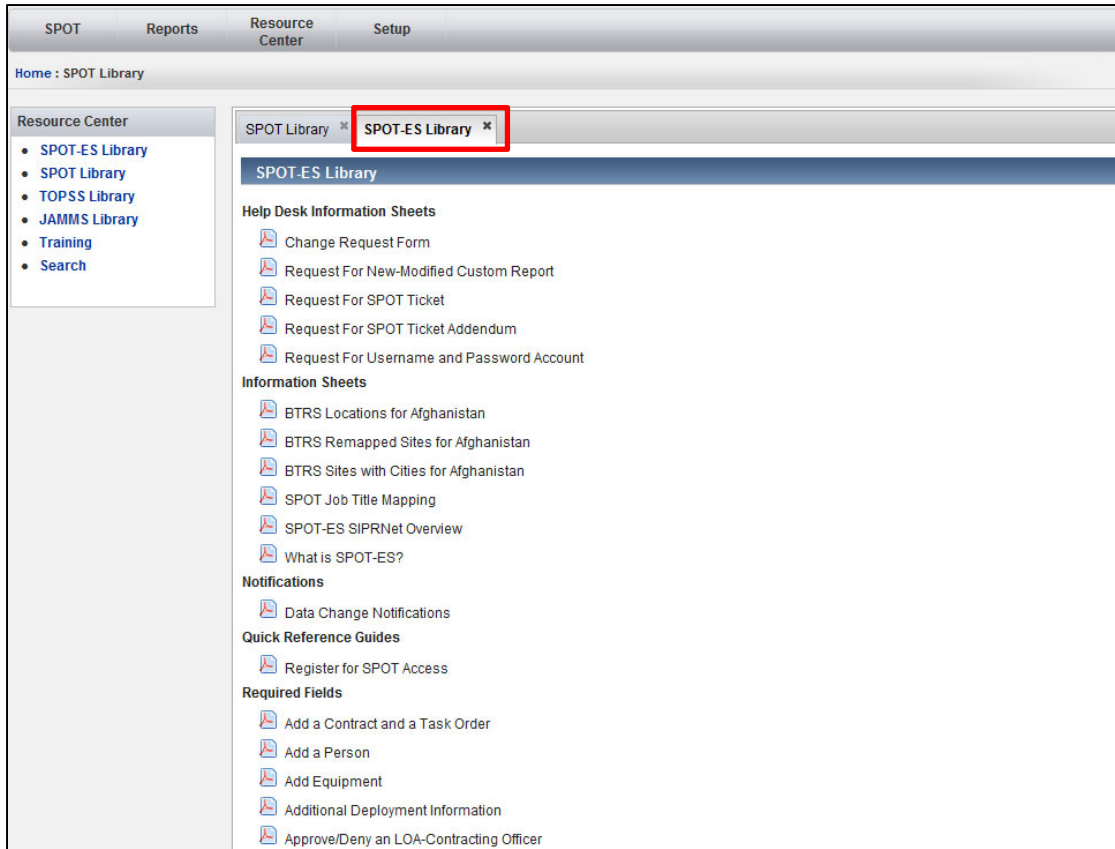 SPOT Reports Resource Center Setup
Home : SPOT Library
Resource Center
SPOT-ES Library
SPOT Library
TOPSS Library
JAMMS Library
Training
Search
SPOT Library SPOT-ES Library
SPOT-ES Library
Help Desk Information Sheets
Change Request Form
Request For New-Modified Custom Report
Request For SPOT Ticket
Request For SPOT Ticket Addendum
Request For Username and Password Account
Information Sheets
BTRS Locations for Afghanistan
BTRS Remapped Sites for Afghanistan
BTRS Sites with Cities for Afghanistan
SPOT Job Title Mapping
SPOT-ES SIPRNet Overview
What is SPOT-ES?
Notifications
Data Change Notifications
Quick Reference Guides
Register for SPOT Access
Required Fields
Add a Contract and a Task Order
Add a Person
Add Equipment
Additional Deployment Information
Approve/Deny an LOA-Contracting Officer